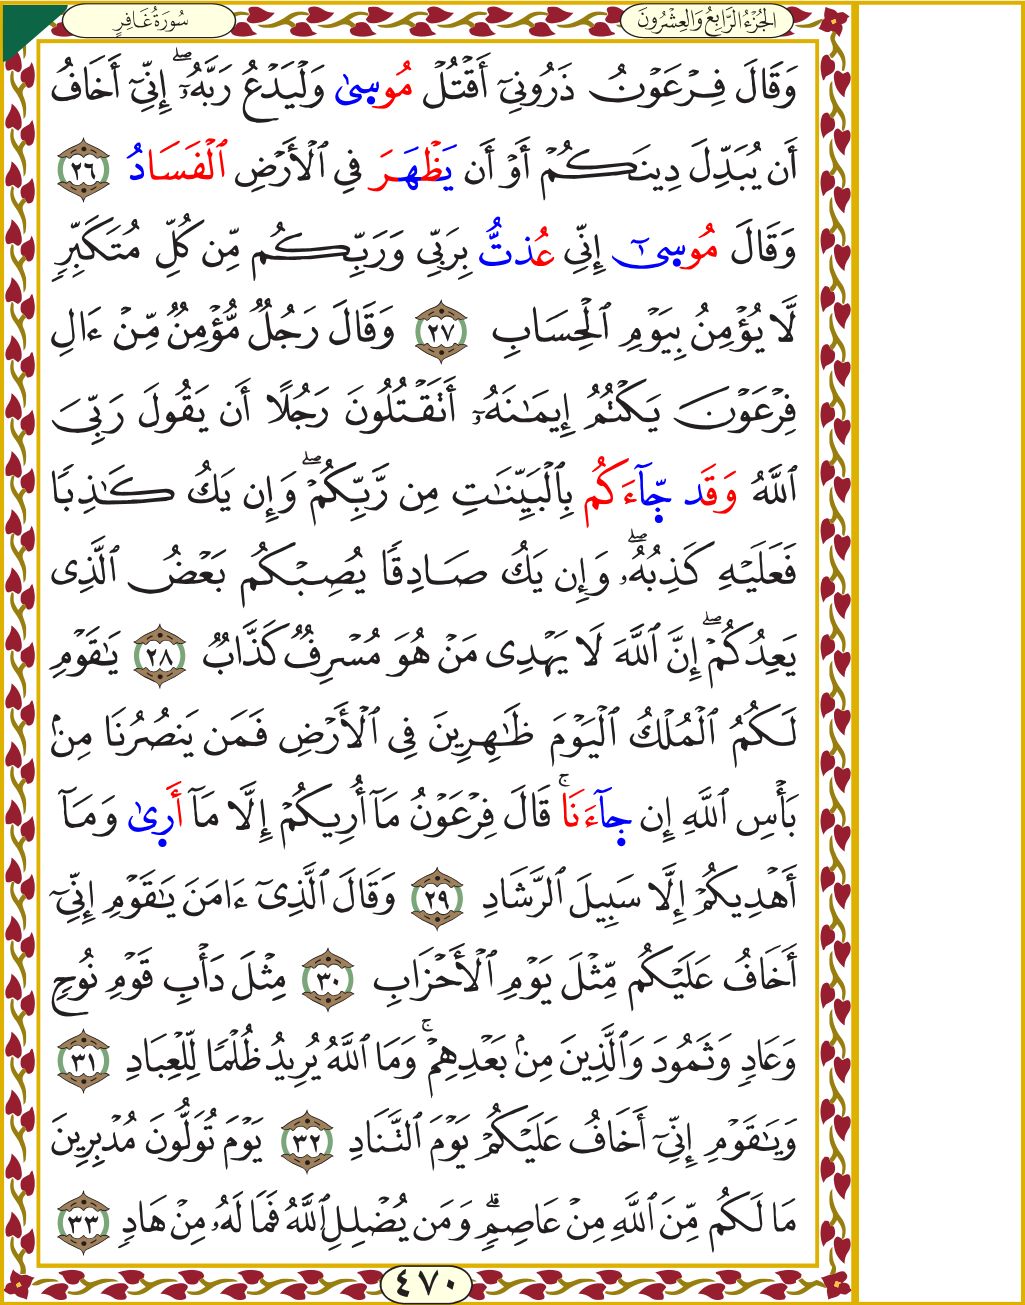 الجُزْءُ الرَّابِعُ وَالعِشْرُونَ
سُورَةُ غَافِرٍ
وَقَالَ فِرْعَوْنُ ذَرُونِيٓ أَقْتُلْ مُوسِىٰ وَلْيَدْعُ رَبَّهُۥٓۖ إِنِّيٓ أَخَافُ
أَن يُبَدِّلَ دِينَكُمْ أَوْ أَن يَظْهَرَ فِي ٱلْأَرْضِ ٱلْفَسَادُ ٢٦
وَقَالَ مُوسِىٰٓ إِنِّي عُذتُّ بِرَبِّي وَرَبِّكُم مِّن كُلِّ مُتَكَبِّرٍ
لَّا يُؤْمِنُ بِيَوْمِ ٱلْحِسَابِ ٢٧ وَقَالَ رَجُلٌ مُّؤْمِنٌ مِّنْ ءَالِ
فِرْعَوْنَ يَكْتُمُ إِيمَٰنَهُۥٓ أَتَقْتُلُونَ رَجُلًا أَن يَقُولَ رَبِّيَ
ٱللَّهُ وَقَد جَّآءَكُم بِٱلْبَيِّنَٰتِ مِن رَّبِّكُمْۖ وَإِن يَكُ كَٰذِبًا
فَعَلَيْهِ كَذِبُهُۥۖ وَإِن يَكُ صَادِقًا يُصِبْكُم بَعْضُ ٱلَّذِي
يَعِدُكُمْۖ إِنَّ ٱللَّهَ لَا يَهْدِي مَنْ هُوَ مُسْرِفٌ كَذَّابٌ ٢٨ يَٰقَوْمِ
لَكُمُ ٱلْمُلْكُ ٱلْيَوْمَ ظَٰهِرِينَ فِي ٱلْأَرْضِ فَمَن يَنصُرُنَا مِنۢ
بَأْسِ ٱللَّهِ إِن جَآءَنَاۚ قَالَ فِرْعَوْنُ مَآ أُرِيكُمْ إِلَّا مَآ أَرِىٰ وَمَآ
أَهْدِيكُمْ إِلَّا سَبِيلَ ٱلرَّشَادِ ٢٩ وَقَالَ ٱلَّذِيٓ ءَامَنَ يَٰقَوْمِ إِنِّيٓ
أَخَافُ عَلَيْكُم مِّثْلَ يَوْمِ ٱلْأَحْزَابِ ٣٠ مِثْلَ دَأْبِ قَوْمِ نُوحٍ
وَعَادٍ وَثَمُودَ وَٱلَّذِينَ مِنۢ بَعْدِهِمْۚ وَمَا ٱللَّهُ يُرِيدُ ظُلْمًا لِّلْعِبَادِ ٣١
وَيَٰقَوْمِ إِنِّيٓ أَخَافُ عَلَيْكُمْ يَوْمَ ٱلتَّنَادِ ٣٢ يَوْمَ تُوَلُّونَ مُدْبِرِينَ
مَا لَكُم مِّنَ ٱللَّهِ مِنْ عَاصِمٍۗ وَمَن يُضْلِلِ ٱللَّهُ فَمَا لَهُۥ مِنْ هَادٍ ٣٣
٤٧٠